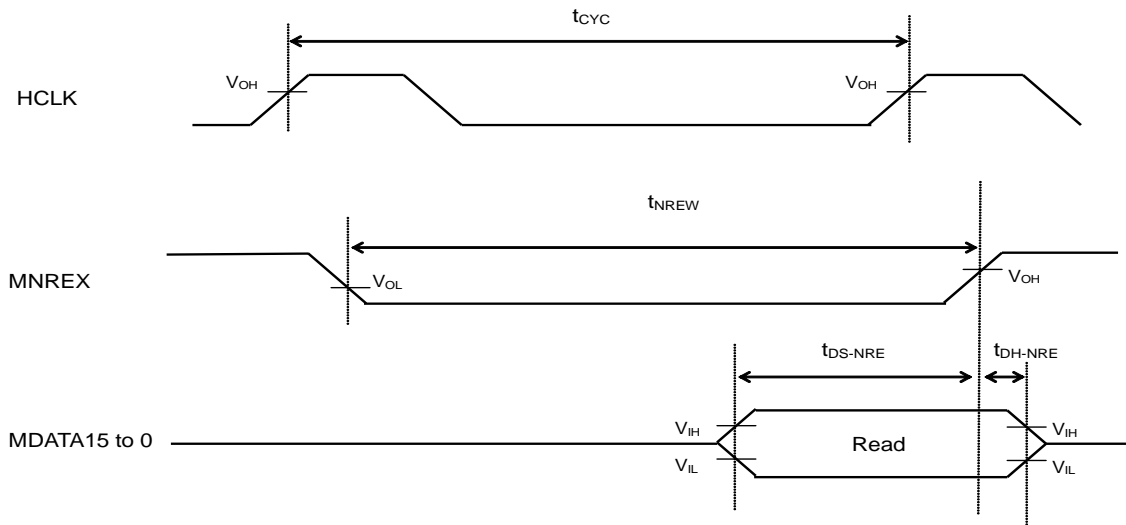 tCYC
HCLK
VOH
VOH
tNREW
MNREX
VOL
VOH
tDS-NRE
tDH-NRE
MDATA15 to 0
VIH
VIL
Read
VIH
VIL